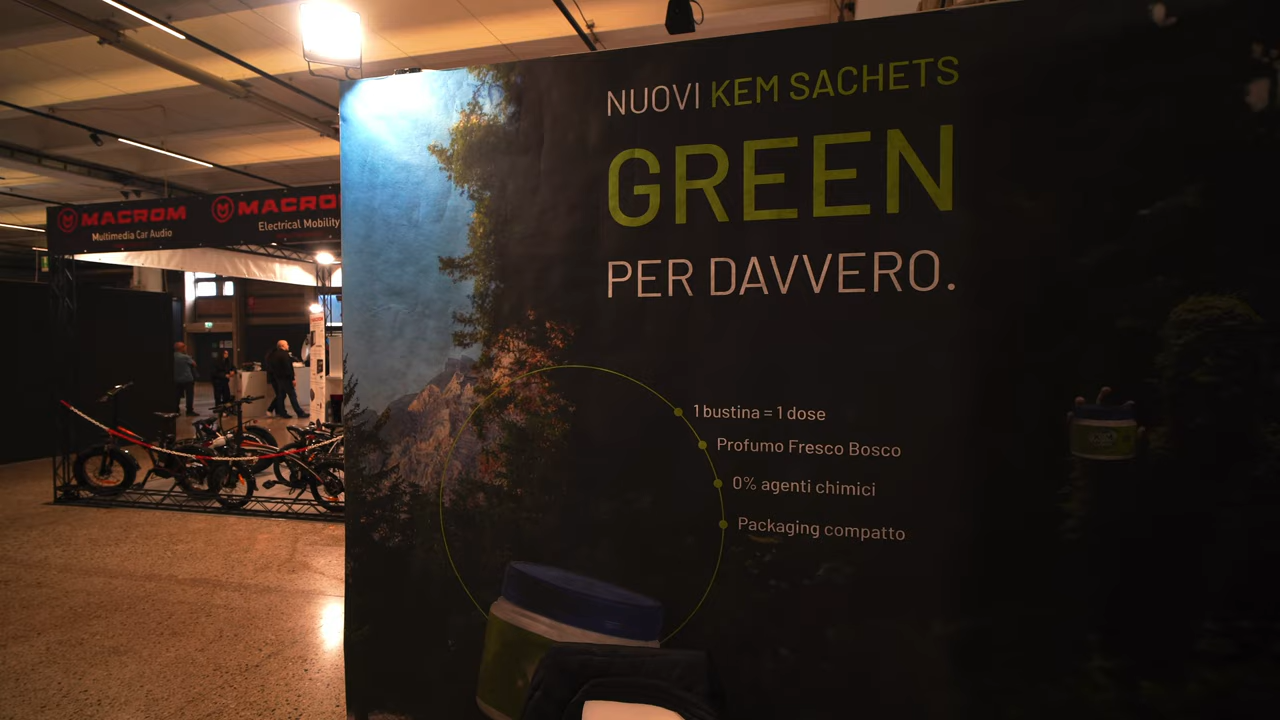 NUOVI KEM SACHETS
GREEN
PER DAVVERO.
1 bustina = 1 dose
Profumo Fresco Bosco
0% agenti chimici
Packaging compatto
MACROM
Multimedia Car Audio
MACRO
Electrical Mobility